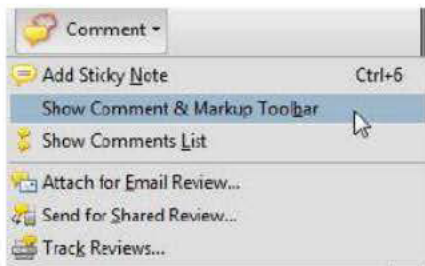 Comment
Add Sticky Note Ctrl+6
Show Comment & Markup Toolbar
Show Comments List
Attach for Email Review...
Send for Shared Review...
Track Reviews...